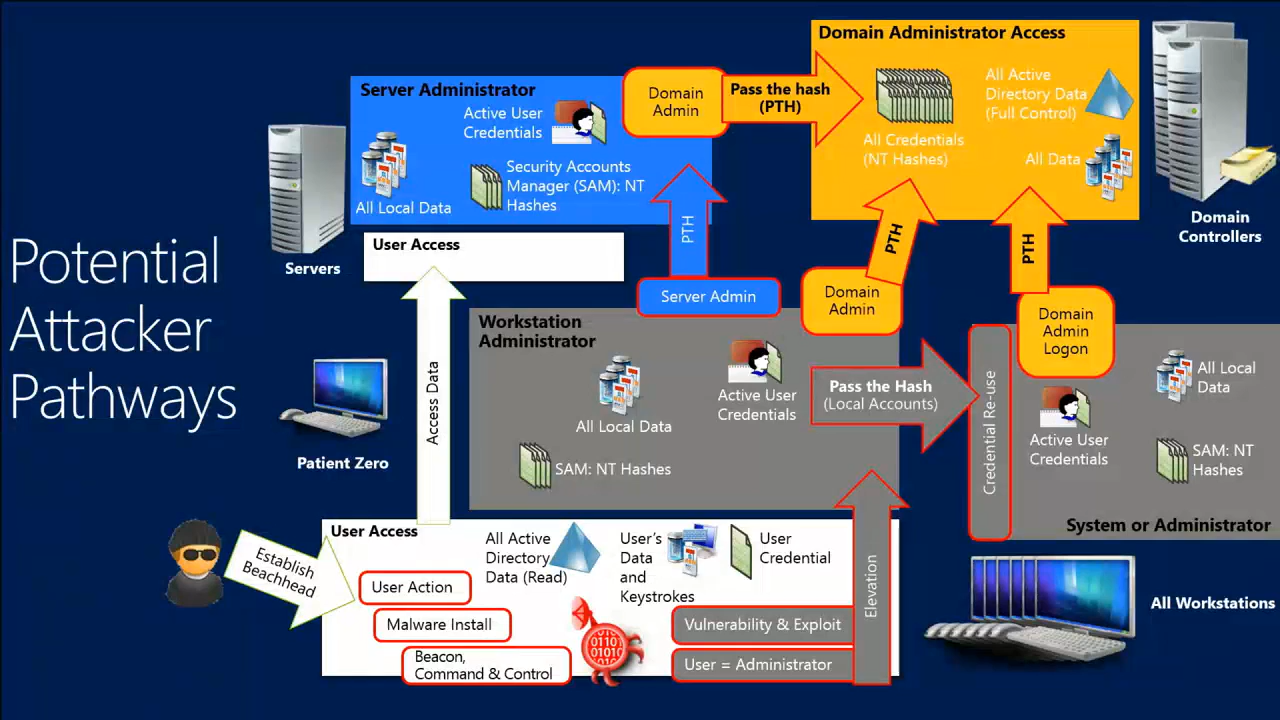 Potential
Attacker
Pathways
Server Administrator
Active User
Credentials
Security Accounts
Manager (SAM): NT
Hashes
All Local Data
Servers
Domain
Admin
Pass the hash
(PTH)
Domain Administrator Access
All Credentials
(NT Hashes)
All Active
Directory Data
(Full Control)
All Data
Domain
Controllers
User Access
PTH
Server Admin
PTH
Domain
Admin
PTH
Domain
Admin
Logon
Workstation
Administrator
All Local Data
SAM: NT Hashes
Active User
Credentials
Pass the Hash
(Local Accounts)
Credential Re-use
Active User
Credentials
All Local
Data
SAM: NT
Hashes
System or Administrator
All Workstations
Patient Zero
Access Data
Establish
Beachhead
User Access
All Active
Directory
Data (Read)
User’s
Data
and
Keystrokes
User
Credential
User Action
Malware Install
Beacon,
Command & Control
0101
01101
01010
Vulnerability & Exploit
User = Administrator
Elevation